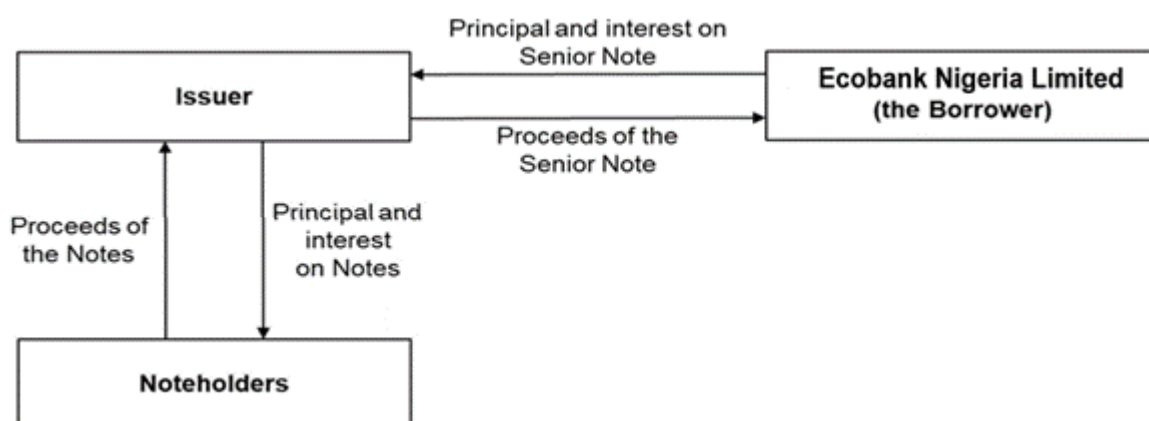 Principal and interest on
Senior Note
Issuer
Ecobank Nigeria Limited
(the Borrower)
Proceeds of the
Senior Note
Proceeds of
the Notes
Principal and
interest
on Notes
Noteholders